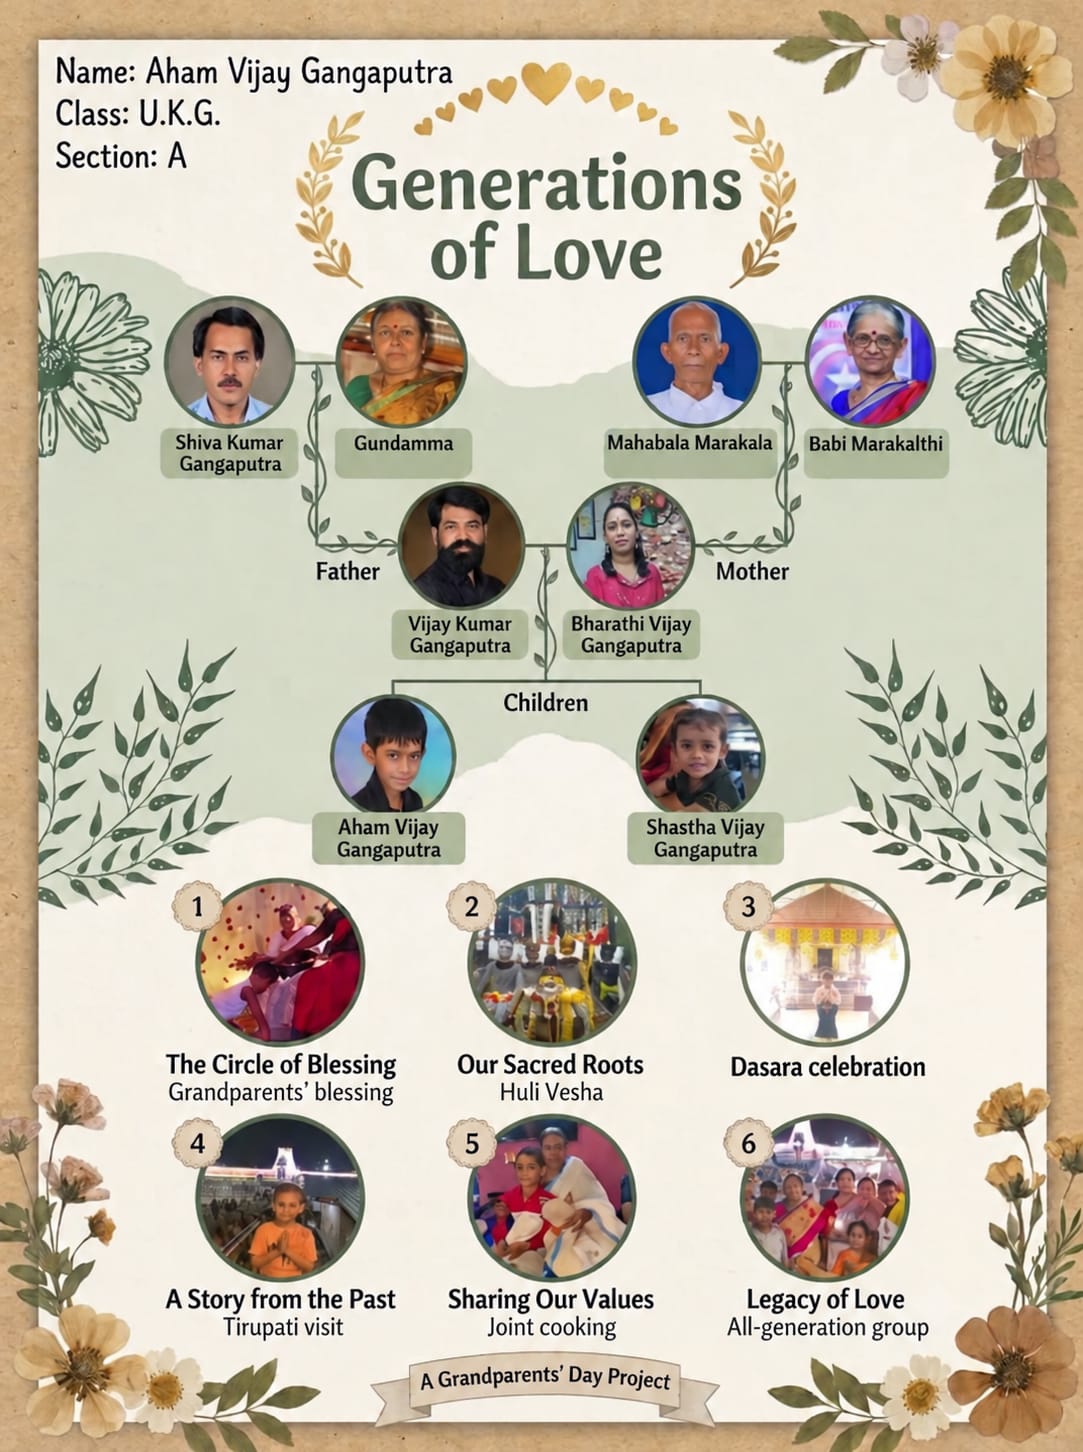 Name: Aham Vijay Gangaputra
Class: U.K.G.
Section: A
Generations
of Love
Shiva Kumar
Gangaputra
Gundamma
Mahabala Marakala
Babi Marakalthi
Father
Mother
Vijay Kumar
Gangaputra
Bharathi Vijay
Gangaputra
Children
Aham Vijay
Gangaputra
Shastha Vijay
Gangaputra
1
The Circle of Blessing
Grandparents’ blessing
2
Our Sacred Roots
Huli Vesha
3
Dasara celebration
4
A Story from the Past
Tirupati visit
5
Sharing Our Values
Joint cooking
6
Legacy of Love
All-generation group
A Grandparents’ Day Project